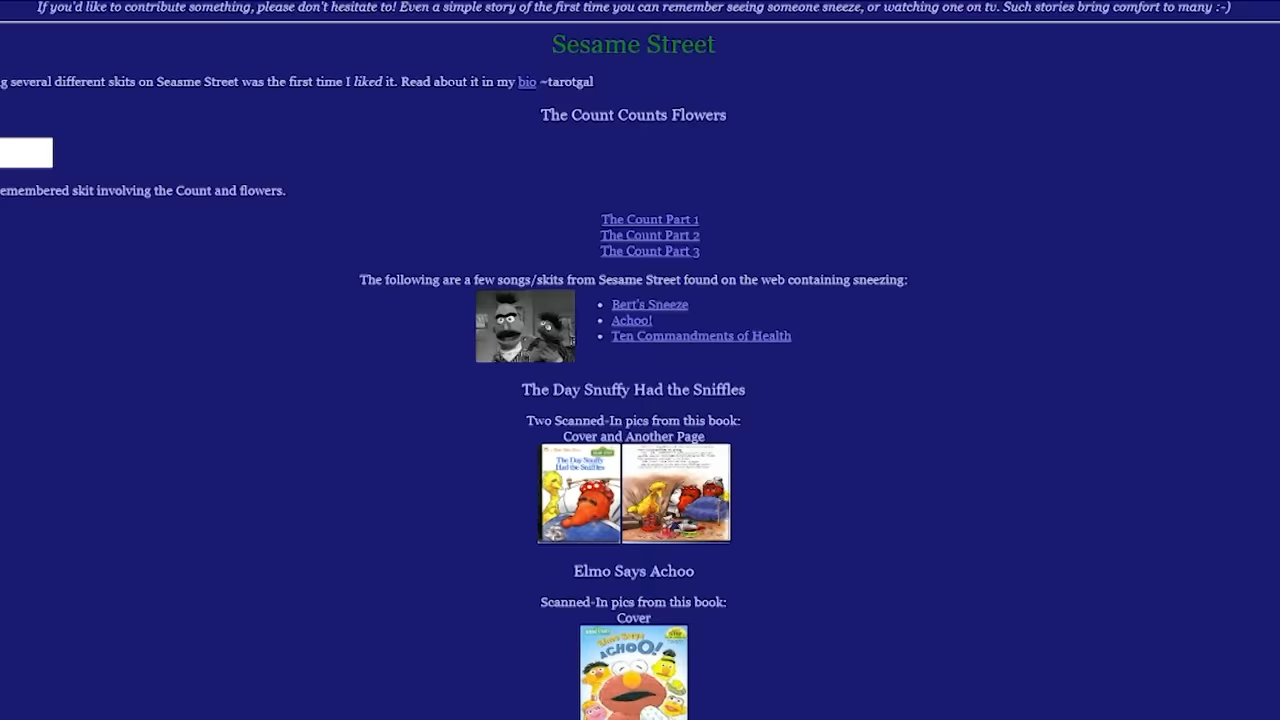 If you'd like to contribute something, please don't hesitate to! Even a simple story of the first time you can remember seeing someone sneeze, or watching one on tv. Such stories bring comfort to many :-)
Sesame Street
g several different skits on Seasme Street was the first time I liked it. Read about it in my bio ~tarotgal
The Count Counts Flowers
emembered skit involving the Count and flowers.
The Count Part 1
The Count Part 2
The Count Part 3
The following are a few songs/skits from Sesame Street found on the web containing sneezing:
Bert's Sneeze
Achoo!
Ten Commandments of Health
The Day Snuffy Had the Sniffles
Two Scanned-In pics from this book:
Cover and Another Page
The Day Snuffy
Had the Sniffles
Elmo Says Achoo
Scanned-In pics from this book:
Cover
Elmo Says
ACHOO!